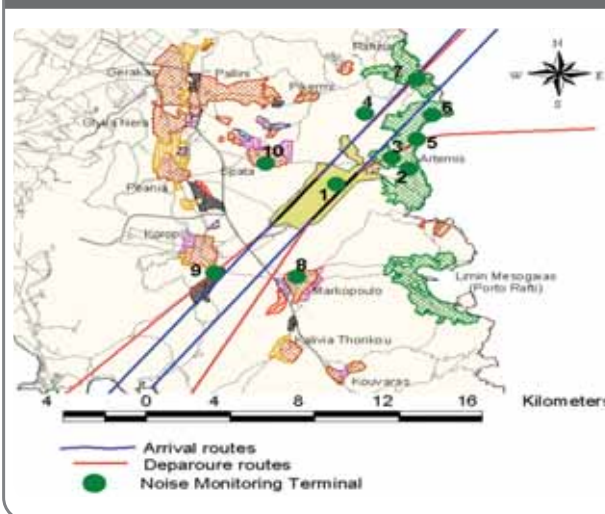 Rafina
N
W E
S
Gerakas
Pallini
Pikermi
7
4
6
Glyka Nera
5
10
3
Artemis
Spata
2
1
Peania
Koropi
9
8
Markopoulo
Limin Mesogaias
(Porto Rafti)
Kalivia Thorikou
Kouvaras
4 0 4 8 12 16 Kilometers
Arrival routes
Deparoure routes
Noise Monitoring Terminal